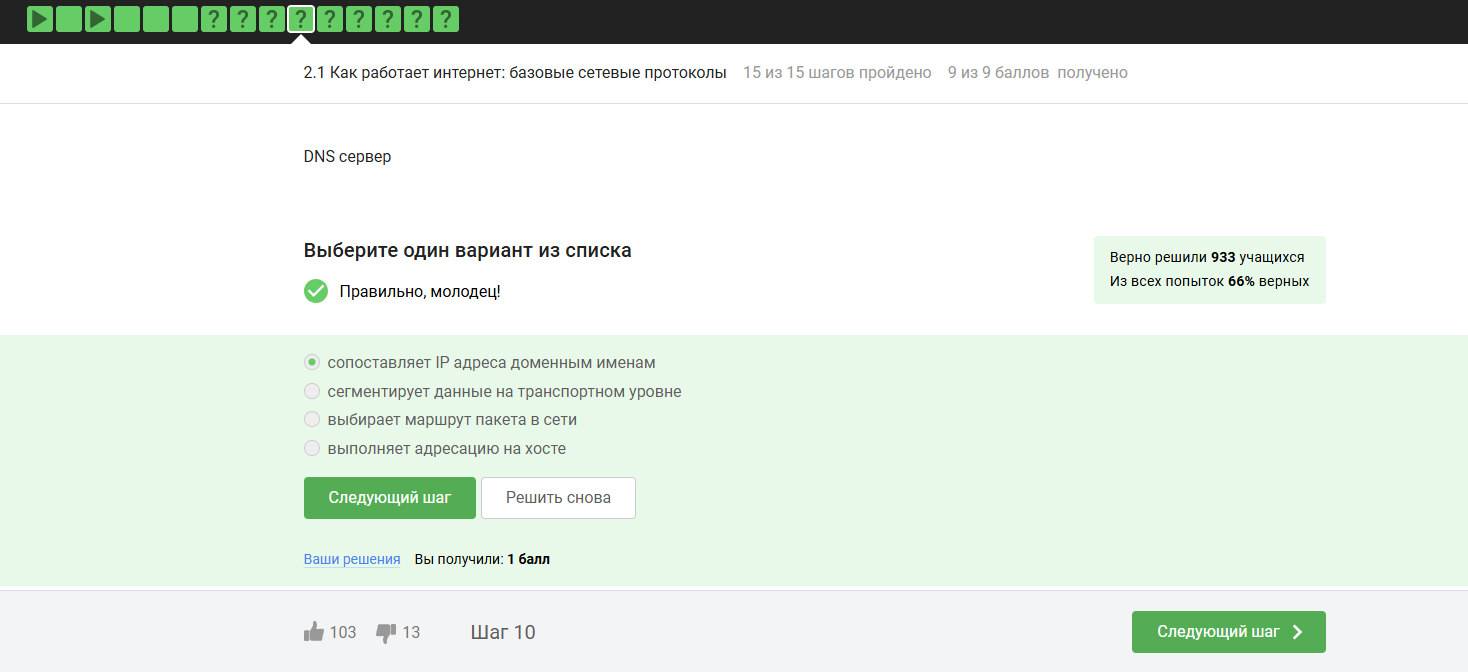 ? ? ? ? ? ? ? ? ?
2.1 Как работает интернет: базовые сетевые протоколы 15 из 15 шагов пройдено 9 из 9 баллов получено
DNS сервер
Выберите один вариант из списка
Верно решили 933 учащихся
Из всех попыток 66% верных
Правильно, молодец!
сопоставляет IP адреса доменным именам
сегментирует данные на транспортном уровне
выбирает маршрут пакета в сети
выполняет адресацию на хосте
Следующий шаг Решить снова
Ваши решения Вы получили: 1 балл
103 13 Шаг 10 Следующий шаг